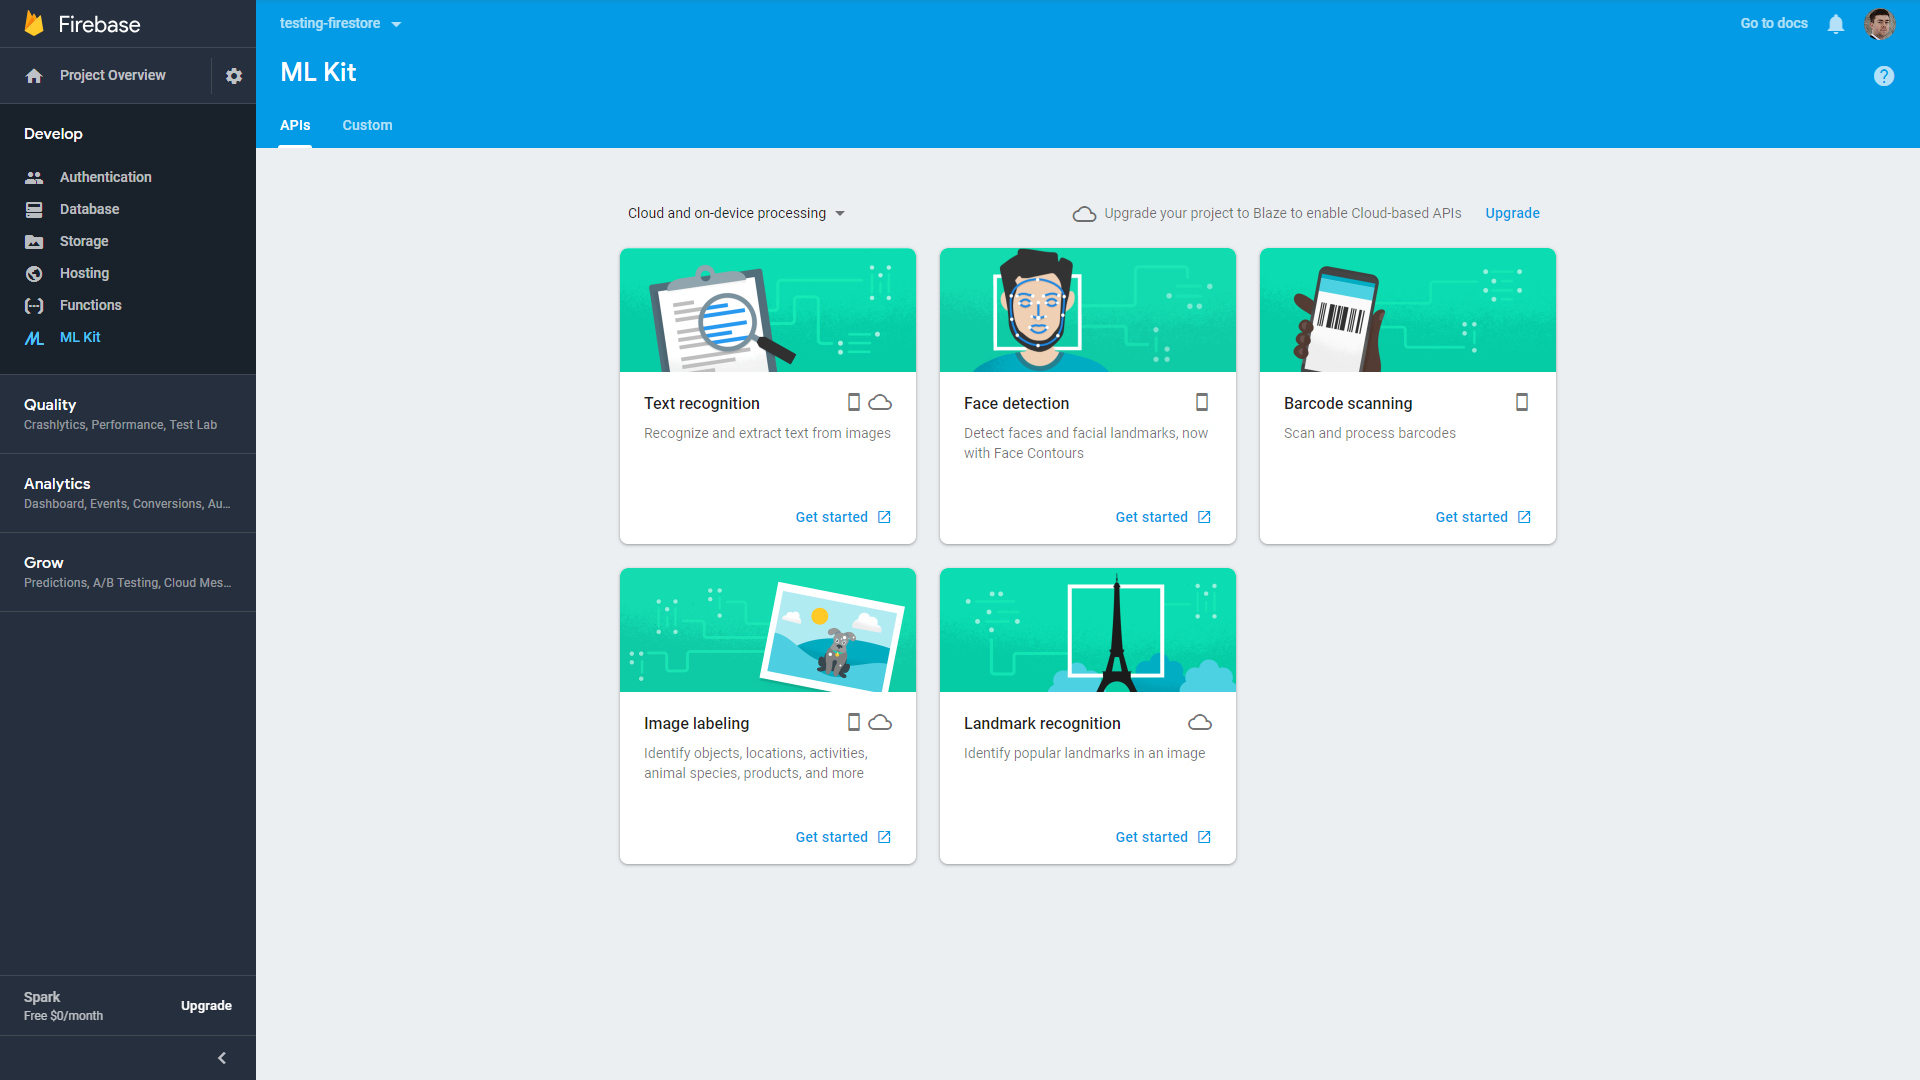 Firebase
Project Overview
Develop
Authentication
Database
Storage
Hosting
Functions
ML Kit
Quality
Crashlytics, Performance, Test Lab
Analytics
Dashboard, Events, Conversions, Au...
Grow
Predictions, A/B Testing, Cloud Mes...
Spark
Free $0/month
Upgrade
testing-firestore
Go to docs
ML Kit
APIs
Custom
Cloud and on-device processing
Upgrade your project to Blaze to enable Cloud-based APIs
Upgrade
Text recognition
Recognize and extract text from images
Get started
Face detection
Detect faces and facial landmarks, now
with Face Contours
Get started
Barcode scanning
Scan and process barcodes
Get started
Image labeling
Identify objects, locations, activities,
animal species, products, and more
Get started
Landmark recognition
Identify popular landmarks in an image
Get started